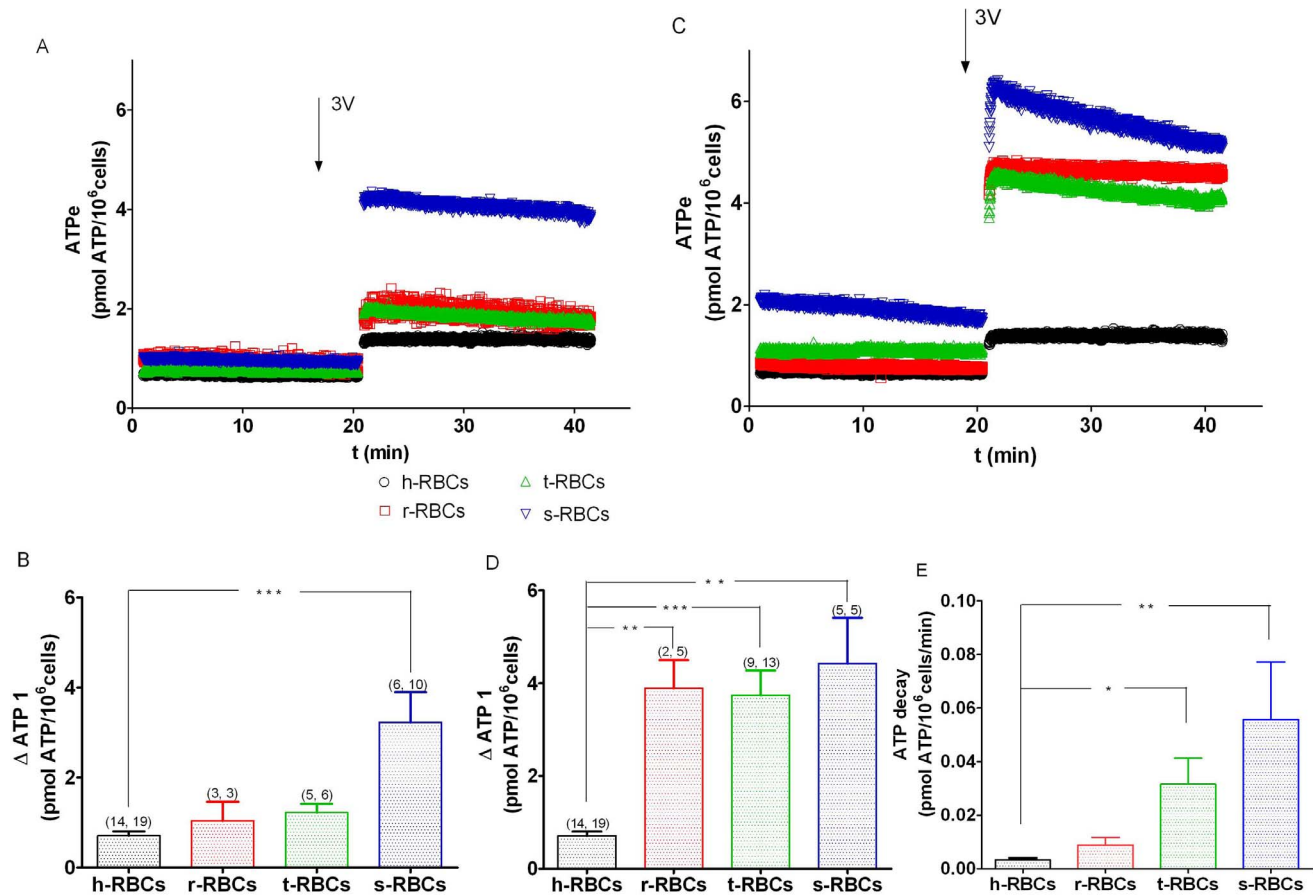 A
3V
6
4
2
0
ATPe
(pmol ATP/10⁶cells)
0
10
20
30
40
t (min)
C
3V
6
4
2
0
ATPe
(pmol ATP/10⁶cells)
0
10
20
30
40
t (min)
h-RBCs
t-RBCs
r-RBCs
s-RBCs
B
6
4
2
0
Δ ATP 1
(pmol ATP/10⁶cells)
***
(14, 19)
(3, 3)
(5, 6)
(6, 10)
h-RBCs r-RBCs t-RBCs s-RBCs
D
6
4
2
0
Δ ATP 1
(pmol ATP/10⁶cells)
**
***
**
(14, 19)
(2, 5)
(9, 13)
(5, 5)
h-RBCs r-RBCs t-RBCs s-RBCs
E
0.10
0.08
0.06
0.04
0.02
0.00
ATP decay
(pmol ATP/10⁶cells/min)
**
*
h-RBCs r-RBCs t-RBCs s-RBCs